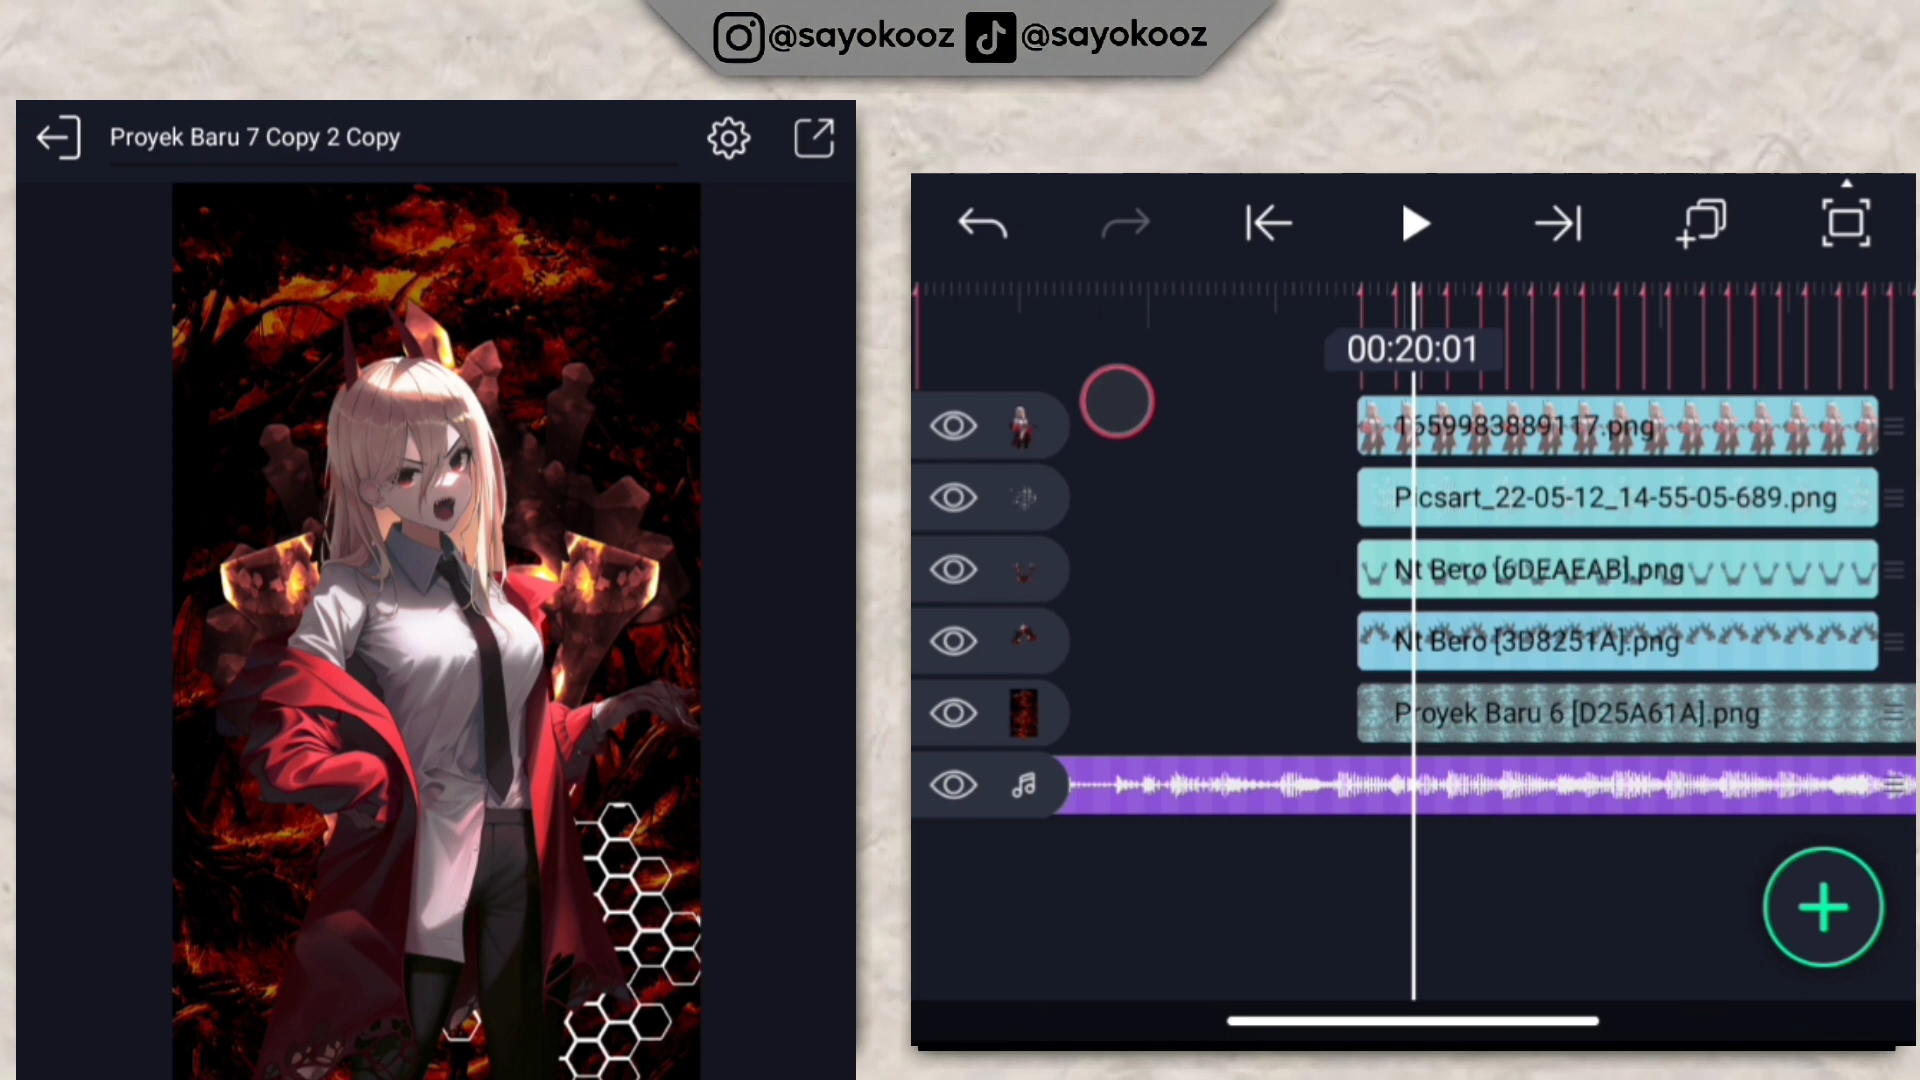 @sayokooz @sayokooz
Proyek Baru 7 Copy 2 Copy
00:20:01
1659983889117.png
Picsart_22-05-12_14-55-05-689.png
Nt Bero [6DEAEAB].png
Nt Bero [3D8251A].png
Proyek Baru 6 [D25A61A].png